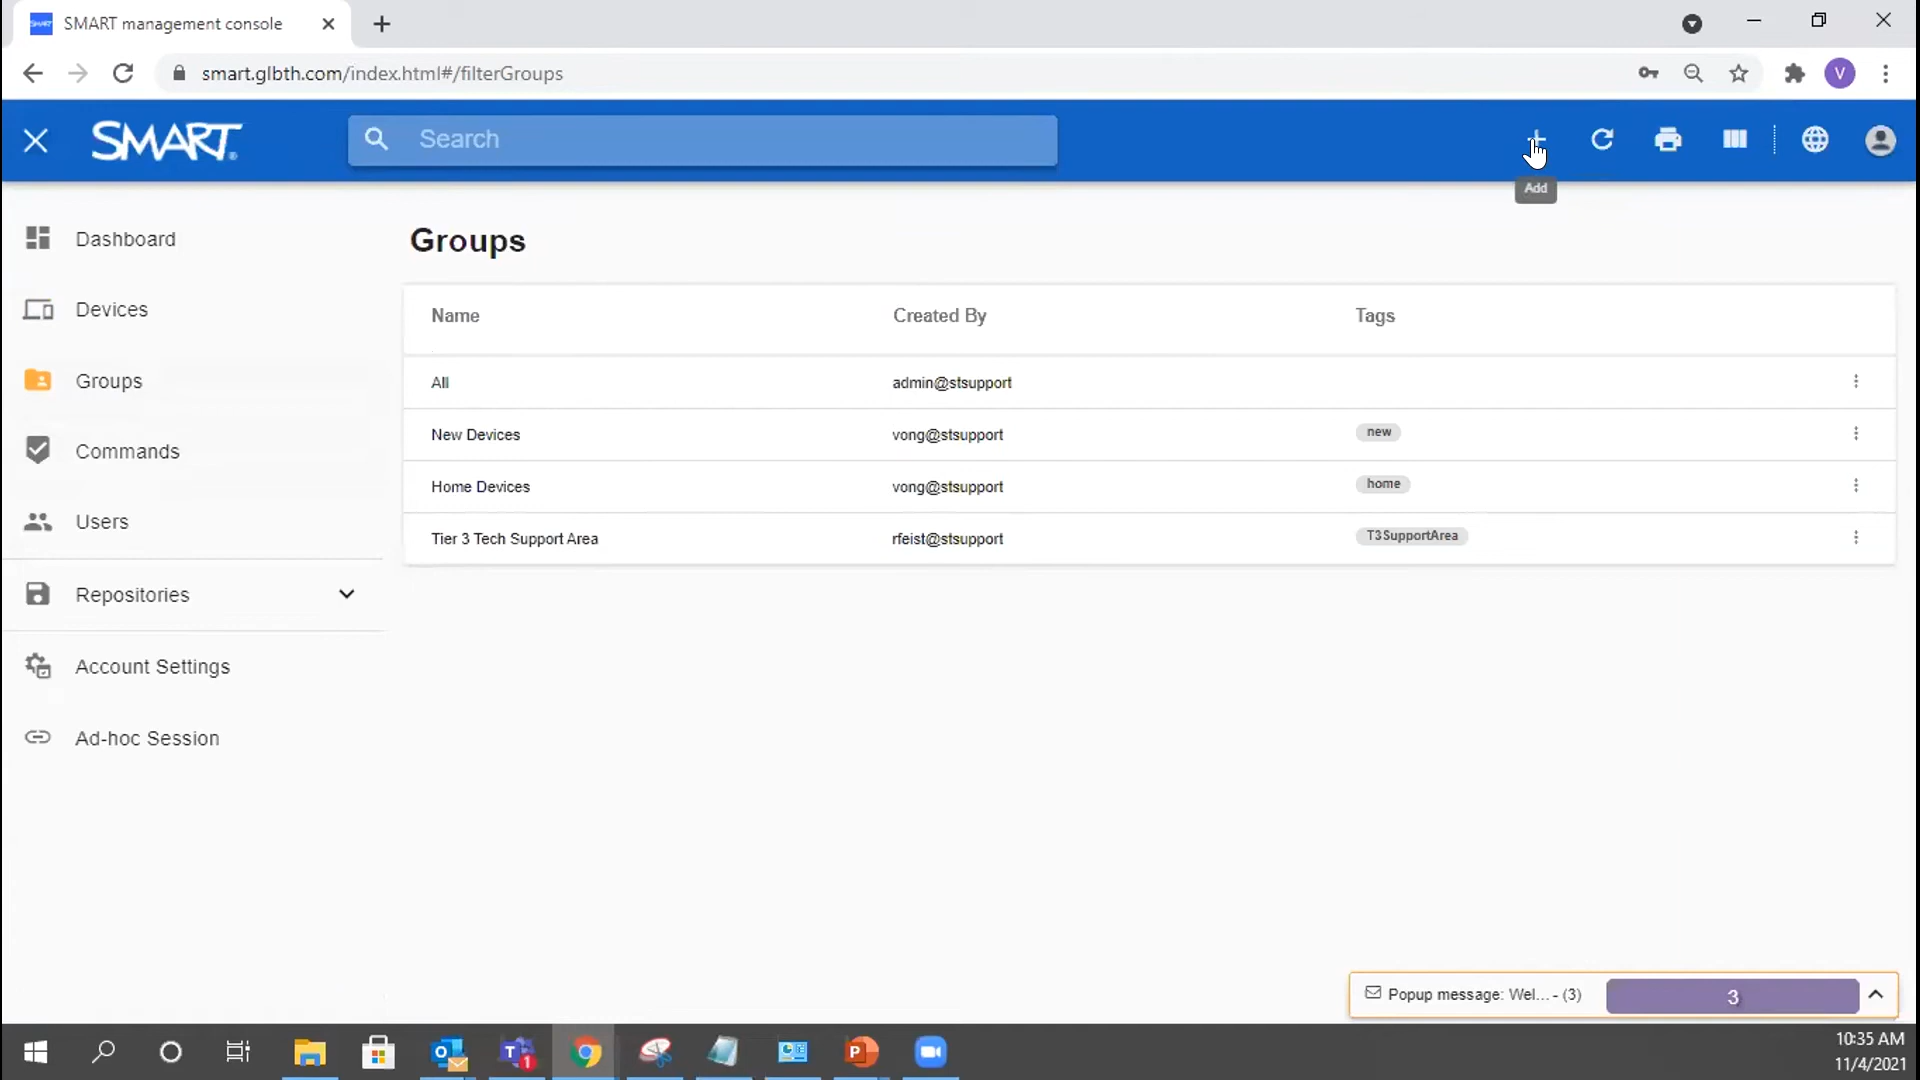 SMART management console
smart.glbth.com/index.html#/filterGroups
V
SMART
Search
Add
Dashboard
Devices
Groups
Commands
Users
Repositories
Account Settings
Ad-hoc Session
Groups
Name Created By Tags
All admin@stsupport
New Devices vong@stsupport new
Home Devices vong@stsupport home
Tier 3 Tech Support Area rfeist@stsupport T3SupportArea
Popup message: Wel... - (3) 3
10:35 AM
11/4/2021